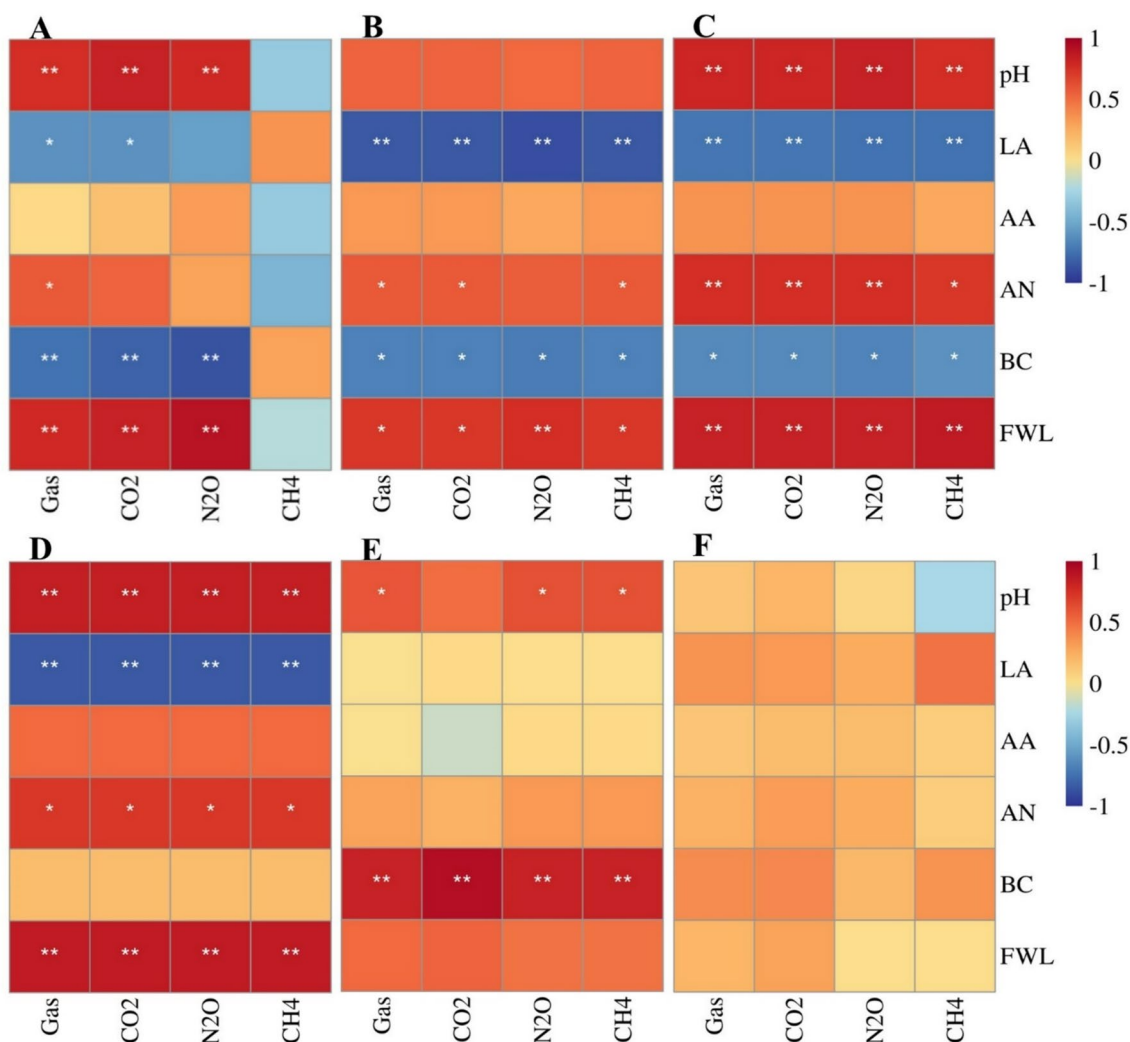 A B C
** ** ** ** ** ** ** pH
* * ** ** ** ** ** ** ** ** LA
AA
* * * * ** ** ** * AN
** ** ** * * * * * * * * BC
** ** ** * * ** * ** ** ** ** FWL
Gas CO2 N2O CH4 Gas CO2 N2O CH4 Gas CO2 N2O CH4
1
0.5
0
-0.5
-1
D E F
** ** ** ** * * * pH
** ** ** ** LA
AA
* * * * AN
** ** ** ** BC
** ** ** ** FWL
Gas CO2 N2O CH4 Gas CO2 N2O CH4 Gas CO2 N2O CH4
1
0.5
0
-0.5
-1